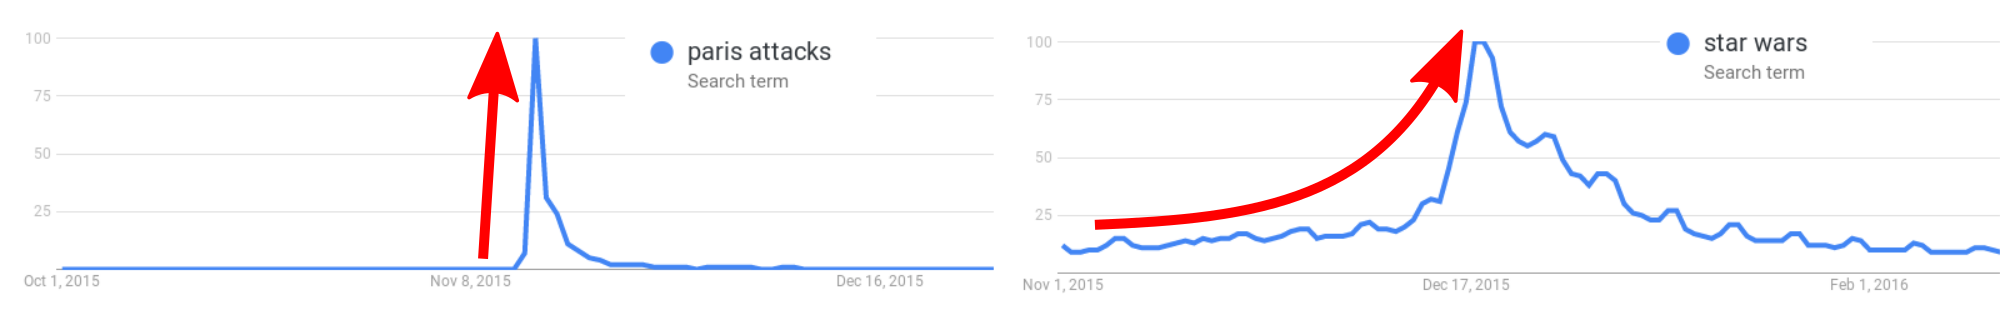 100
75
50
25
paris attacks
Search term
Oct 1, 2015
Nov 8, 2015
Dec 16, 2015
100
75
50
25
star wars
Search term
Nov 1, 2015
Dec 17, 2015
Feb 1, 2016